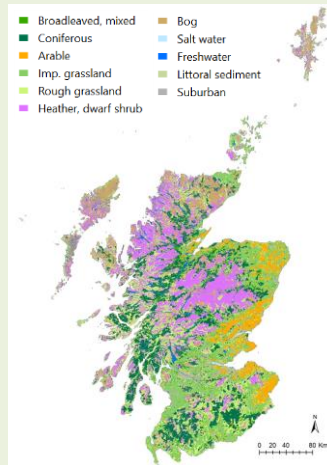 Broadleaved, mixed
Coniferous
Arable
Imp. grassland
Rough grassland
Heather, dwarf shrub
Bog
Salt water
Freshwater
Littoral sediment
Suburban
N
0 20 40 80 Km